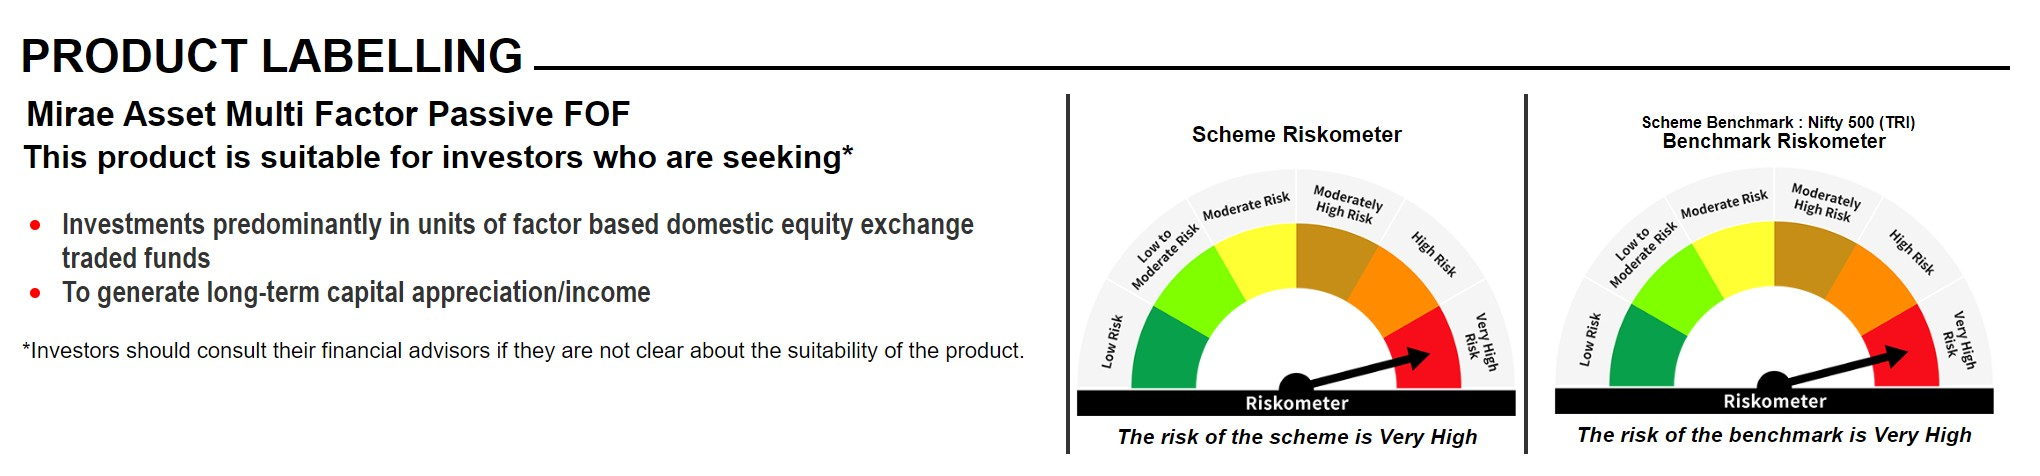 PRODUCT LABELLING
Mirae Asset Multi Factor Passive FOF
This product is suitable for investors who are seeking*
• Investments predominantly in units of factor based domestic equity exchange
traded funds
• To generate long-term capital appreciation/income
*Investors should consult their financial advisors if they are not clear about the suitability of the product.
Scheme Riskometer
Low Risk
Low to
Moderate Risk
Moderate Risk
Moderately
High Risk
High Risk
Very High
Risk
Riskometer
The risk of the scheme is Very High
Scheme Benchmark : Nifty 500 (TRI)
Benchmark Riskometer
Low Risk
Low to
Moderate Risk
Moderate Risk
Moderately
High Risk
High Risk
Very High
Risk
Riskometer
The risk of the benchmark is Very High